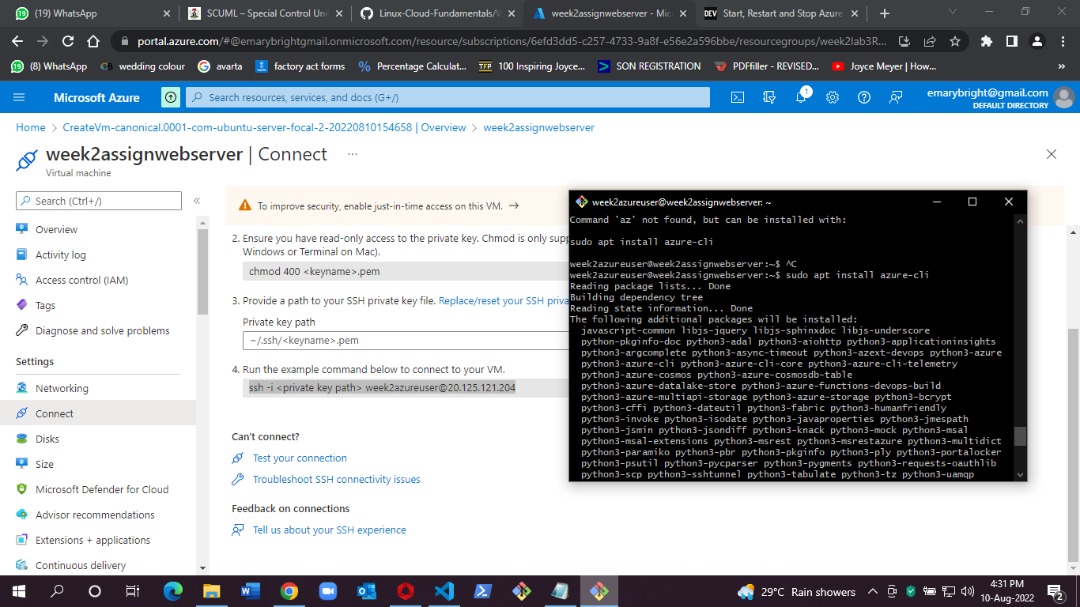 (8) WhatsApp
SCUML – Special Control Uni
Linux-Cloud-Fundamentals/
week2assignwebserver - Mic
DEV
Start, Restart and Stop Azure
portal.azure.com/#@emarybrightgmail.onmicrosoft.com/resource/subscriptions/6efd3dd5-c257-4733-9a8f-e56e2a596bbe/resourcegroups/week2lab3R...
(8) WhatsApp
wedding colour
avarta
factory act forms
Percentage Calculat...
100 Inspiring Joyce...
SON REGISTRATION
PDFfiller - REVISED...
Joyce Meyer | How...
Microsoft Azure
Search resources, services, and docs (G+/)
1
emarybright@gmail.com
DEFAULT DIRECTORY
Home > CreateVm-canonical.0001-com-ubuntu-server-focal-2-20220810154658 | Overview > week2assignwebserver
week2assignwebserver | Connect ...
Virtual machine
Search (Ctrl+/)
Overview
Activity log
Access control (IAM)
Tags
Diagnose and solve problems
Settings
Networking
Connect
Disks
Size
Microsoft Defender for Cloud
Advisor recommendations
Extensions + applications
Continuous delivery
To improve security, enable just-in-time access on this VM. →
2. Ensure you have read-only access to the private key. Chmod is only sup
Windows or Terminal on Mac).
chmod 400 <keyname>.pem
3. Provide a path to your SSH private key file. Replace/reset your SSH priva
Private key path
~/.ssh/<keyname>.pem
4. Run the example command below to connect to your VM.
ssh -i <private key path> week2azureuser@20.125.121.204
Can't connect?
Test your connection
Troubleshoot SSH connectivity issues
Feedback on connections
Tell us about your SSH experience
week2azureuser@week2assignwebserver: ~
Command 'az' not found, but can be installed with:
sudo apt install azure-cli
week2azureuser@week2assignwebserver:~$ ^C
week2azureuser@week2assignwebserver:~$ sudo apt install azure-cli
Reading package lists... Done
Building dependency tree
Reading state information... Done
The following additional packages will be installed:
javascript-common libjs-jquery libjs-sphinxdoc libjs-underscore
python-pkginfo-doc python3-adal python3-aiohttp python3-applicationinsights
python3-argcomplete python3-async-timeout python3-azext-devops python3-azure
python3-azure-cli python3-azure-cli-core python3-azure-cli-telemetry
python3-azure-cosmos python3-azure-cosmosdb-table
python3-azure-datalake-store python3-azure-functions-devops-build
python3-azure-multiapi-storage python3-azure-storage python3-bcrypt
python3-cffi python3-dateutil python3-fabric python3-humanfriendly
python3-invoke python3-isodate python3-javaproperties python3-jmespath
python3-jsmin python3-jsondiff python3-knack python3-mock python3-msal
python3-msal-extensions python3-msrest python3-msrestazure python3-multidict
python3-paramiko python3-pbr python3-pkginfo python3-ply python3-portalocker
python3-psutil python3-pycparser python3-pygments python3-requests-oauthlib
python3-scp python3-sshtunnel python3-tabulate python3-tz python3-uamqp
29°C Rain showers
4:31 PM
10-Aug-2022
2